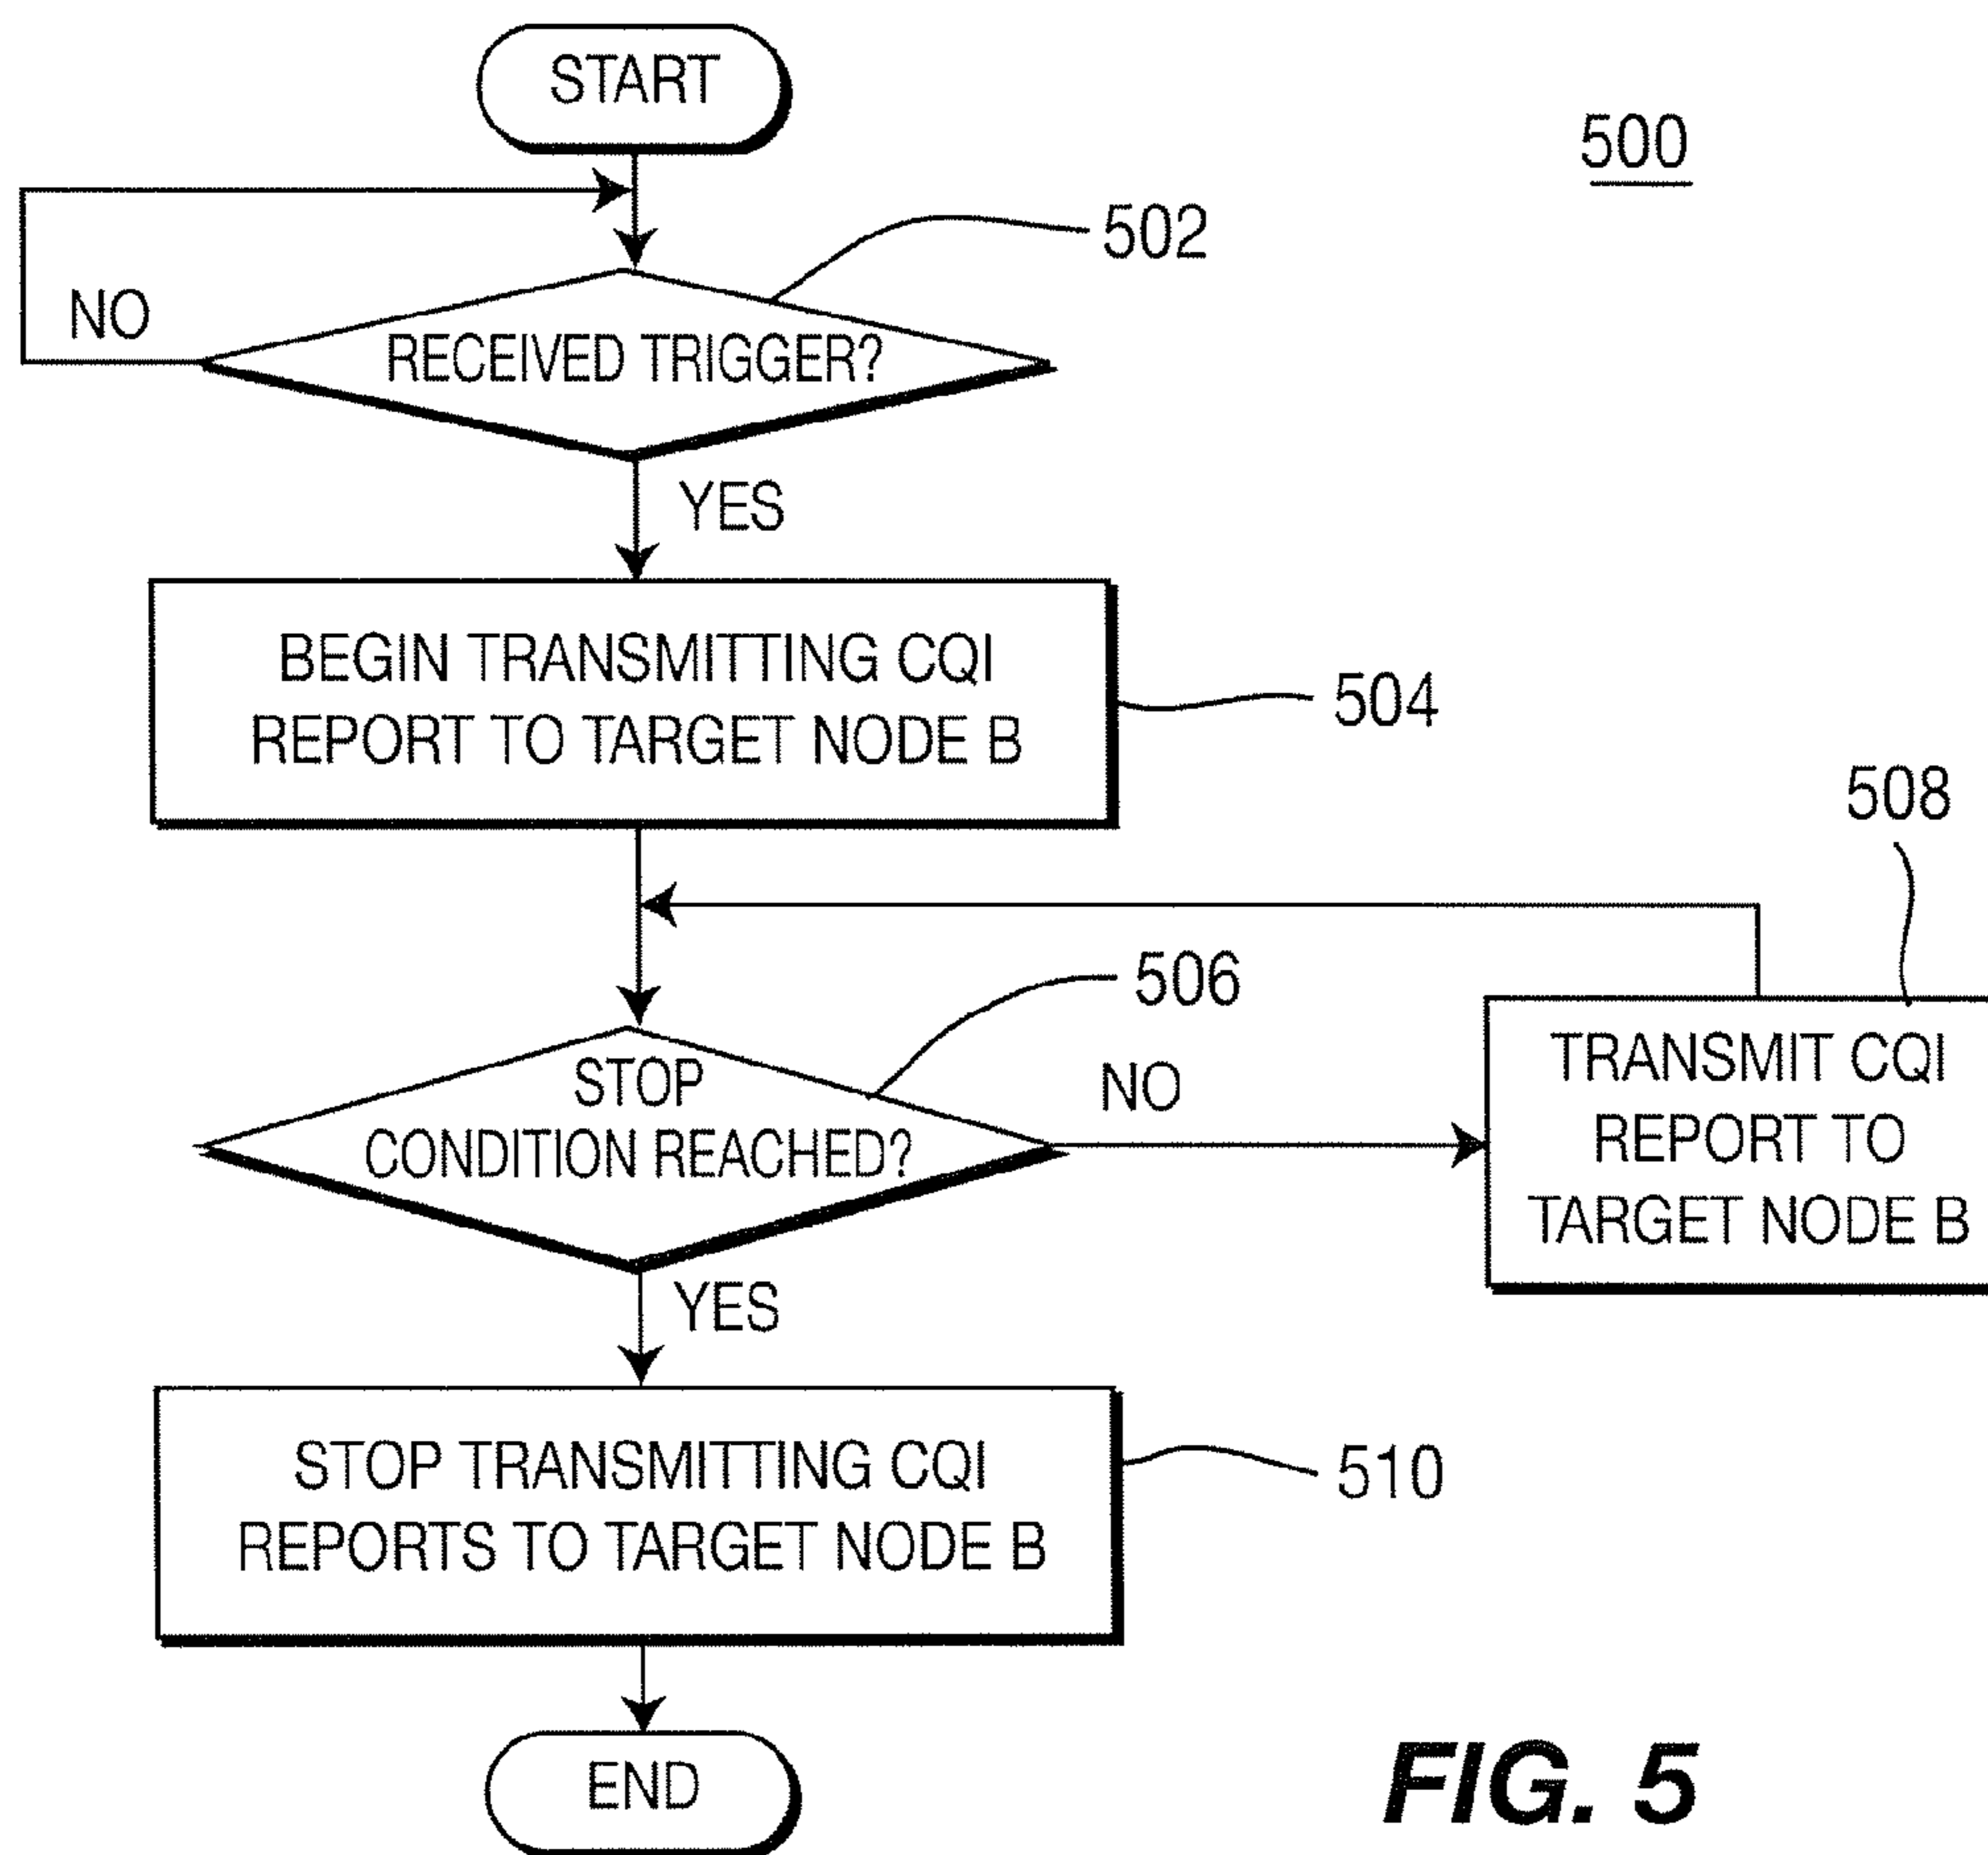 START
500
502
NO
RECEIVED TRIGGER?
YES
BEGIN TRANSMITTING CQI
REPORT TO TARGET NODE B
504
508
506
STOP
CONDITION REACHED?
NO
TRANSMIT CQI
REPORT TO
TARGET NODE B
YES
STOP TRANSMITTING CQI
REPORTS TO TARGET NODE B
510
END
FIG. 5